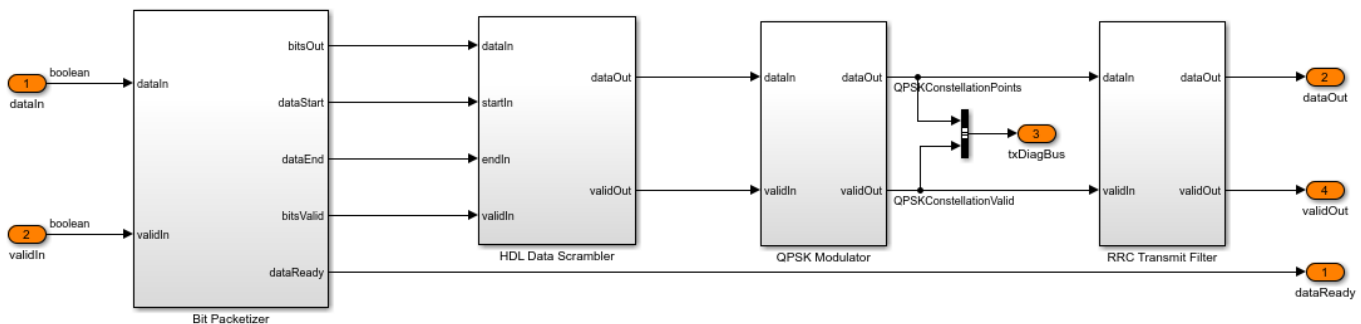 1
boolean
dataIn
2
boolean
validIn
dataIn
validIn
bitsOut
dataStart
dataEnd
bitsValid
dataReady
Bit Packetizer
dataIn
startIn
endIn
validIn
dataOut
validOut
HDL Data Scrambler
dataIn
validIn
dataOut
validOut
QPSK Modulator
QPSKConstellationPoints
QPSKConstellationValid
3
txDiagBus
dataIn
validIn
dataOut
validOut
RRC Transmit Filter
2
dataOut
4
validOut
1
dataReady